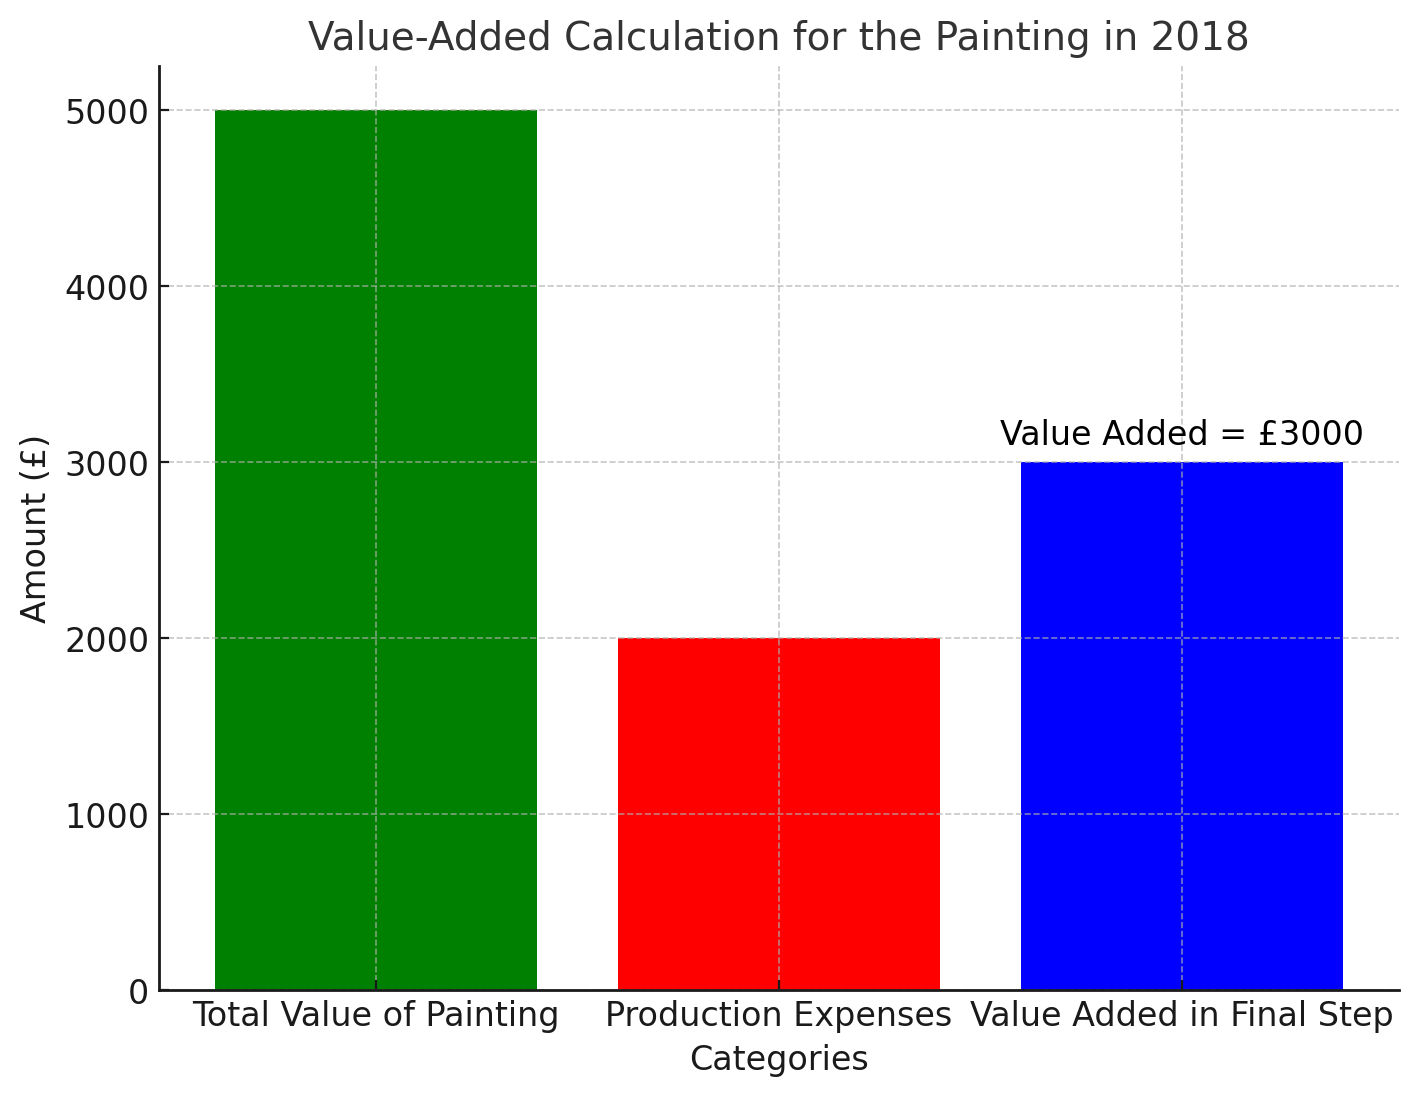 Value-Added Calculation for the Painting in 2018
Amount (£)
5000
4000
3000
2000
1000
0
Value Added = £3000
Total Value of Painting
Production Expenses
Value Added in Final Step
Categories